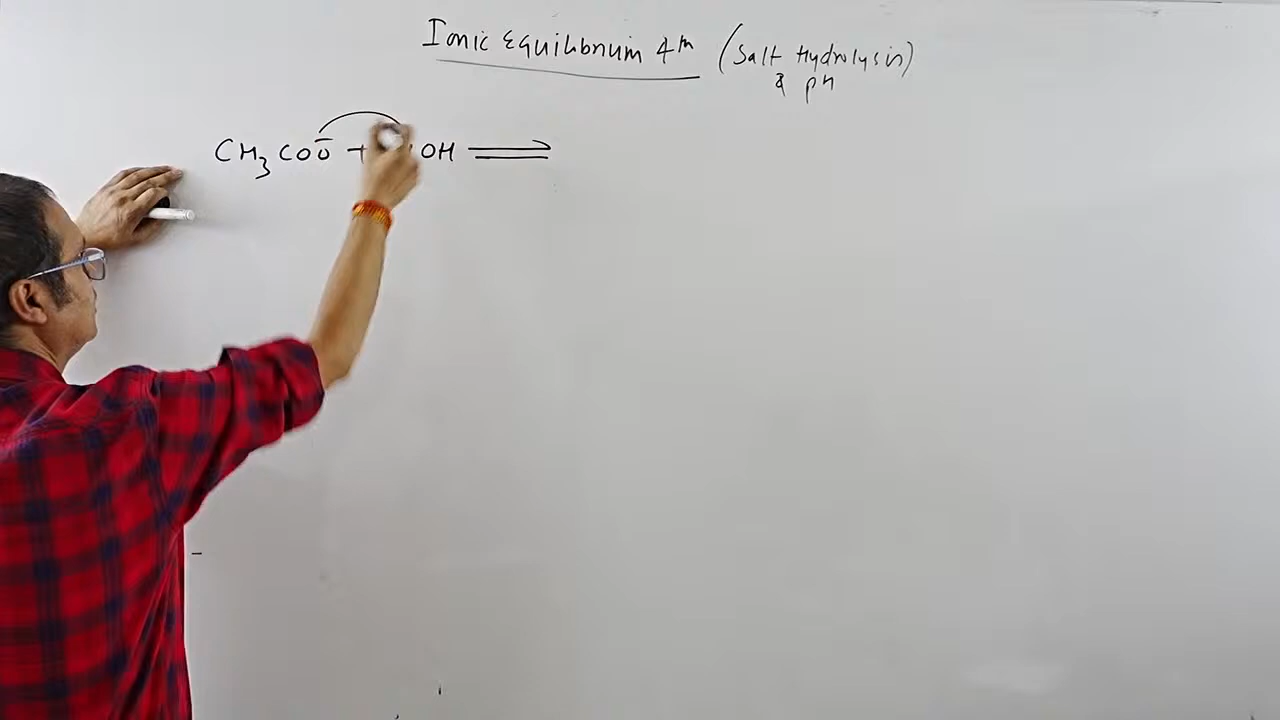 Ionic Equilibrium 4th (Salt Hydrolysis)
& pH
CH3COO¯ + OH ⇌